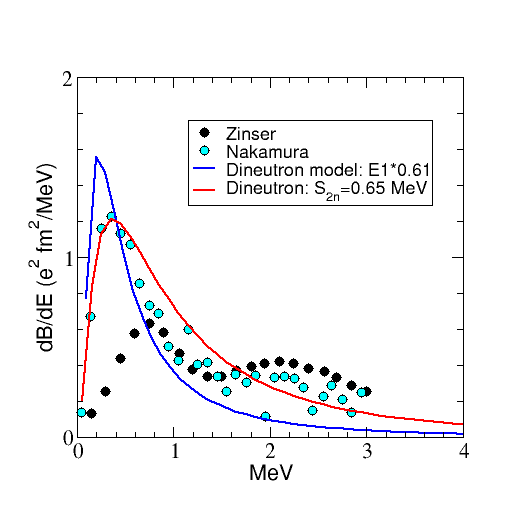 2
Zinser
Nakamura
Dineutron model: E1*0.61
Dineutron: S2n=0.65 MeV
1
dB/dE (e2 fm2/MeV)
0
0 1 2 3 4
MeV